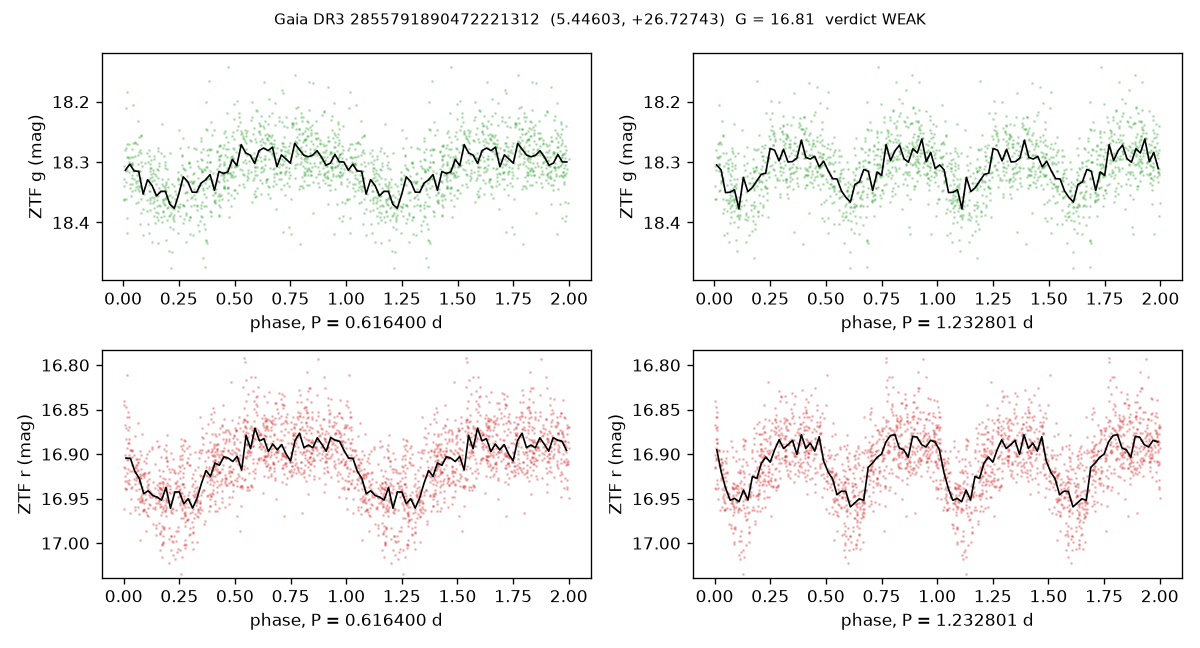 Gaia DR3 2855791890472221312  (5.44603, +26.72743)  G = 16.81  verdict WEAK
ZTF g (mag)
18.2
18.3
18.4
0.00 0.25 0.50 0.75 1.00 1.25 1.50 1.75 2.00
phase, P = 0.616400 d
ZTF g (mag)
18.2
18.3
18.4
0.00 0.25 0.50 0.75 1.00 1.25 1.50 1.75 2.00
phase, P = 1.232801 d
ZTF r (mag)
16.80
16.85
16.90
16.95
17.00
0.00 0.25 0.50 0.75 1.00 1.25 1.50 1.75 2.00
phase, P = 0.616400 d
ZTF r (mag)
16.80
16.85
16.90
16.95
17.00
0.00 0.25 0.50 0.75 1.00 1.25 1.50 1.75 2.00
phase, P = 1.232801 d